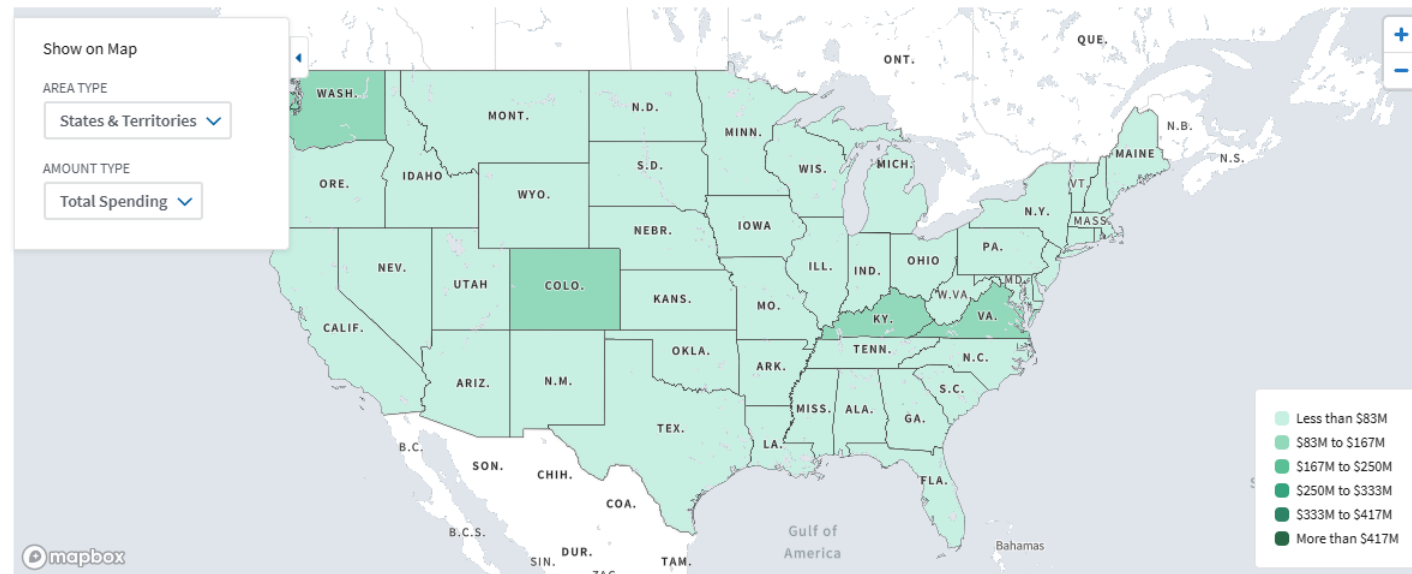 Show on Map
AREA TYPE
States & Territories
AMOUNT TYPE
Total Spending
+
−
QUE.
ONT.
WASH.
MONT.
N.D.
MINN.
N.B.
MAINE
N.S.
ORE.
IDAHO
S.D.
WIS.
MICH.
VT.
WYO.
N.Y.
MASS.
NEBR.
IOWA
PA.
NEV.
UTAH
COLO.
ILL.
IND.
OHIO
MD.
W.VA.
KANS.
MO.
KY.
VA.
CALIF.
OKLA.
TENN.
N.C.
ARK.
ARIZ.
N.M.
S.C.
MISS.
ALA.
GA.
TEX.
LA.
B.C.
SON.
CHIH.
FLA.
COA.
B.C.S.
Gulf of
America
Bahamas
DUR.
SIN.
TAM.
mapbox
Less than $83M
$83M to $167M
$167M to $250M
$250M to $333M
$333M to $417M
More than $417M